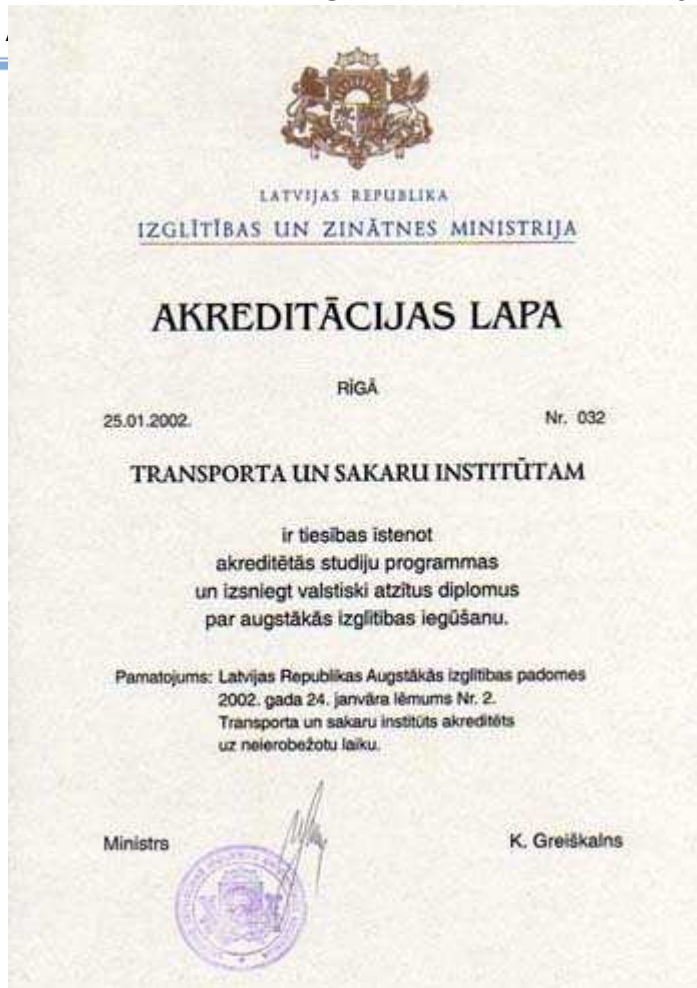 LATVIJAS REPUBLIKA
IZGLĪTĪBAS UN ZINĀTNES MINISTRIJA
AKREDITĀCIJAS LAPA
RĪGĀ
25.01.2002.
Nr. 032
TRANSPORTA UN SAKARU INSTITŪTAM
ir tiesības īstenot
akreditētās studiju programmas
un izsniegt valstiski atzītus diplomus
par augstākās izglītības iegūšanu.
Pamatojums: Latvijas Republikas Augstākās izglītības padomes
2002. gada 24. janvāra lēmums Nr. 2.
Transporta un sakaru institūts akreditēts
uz neierobežotu laiku.
Ministrs
K. Greiškalns